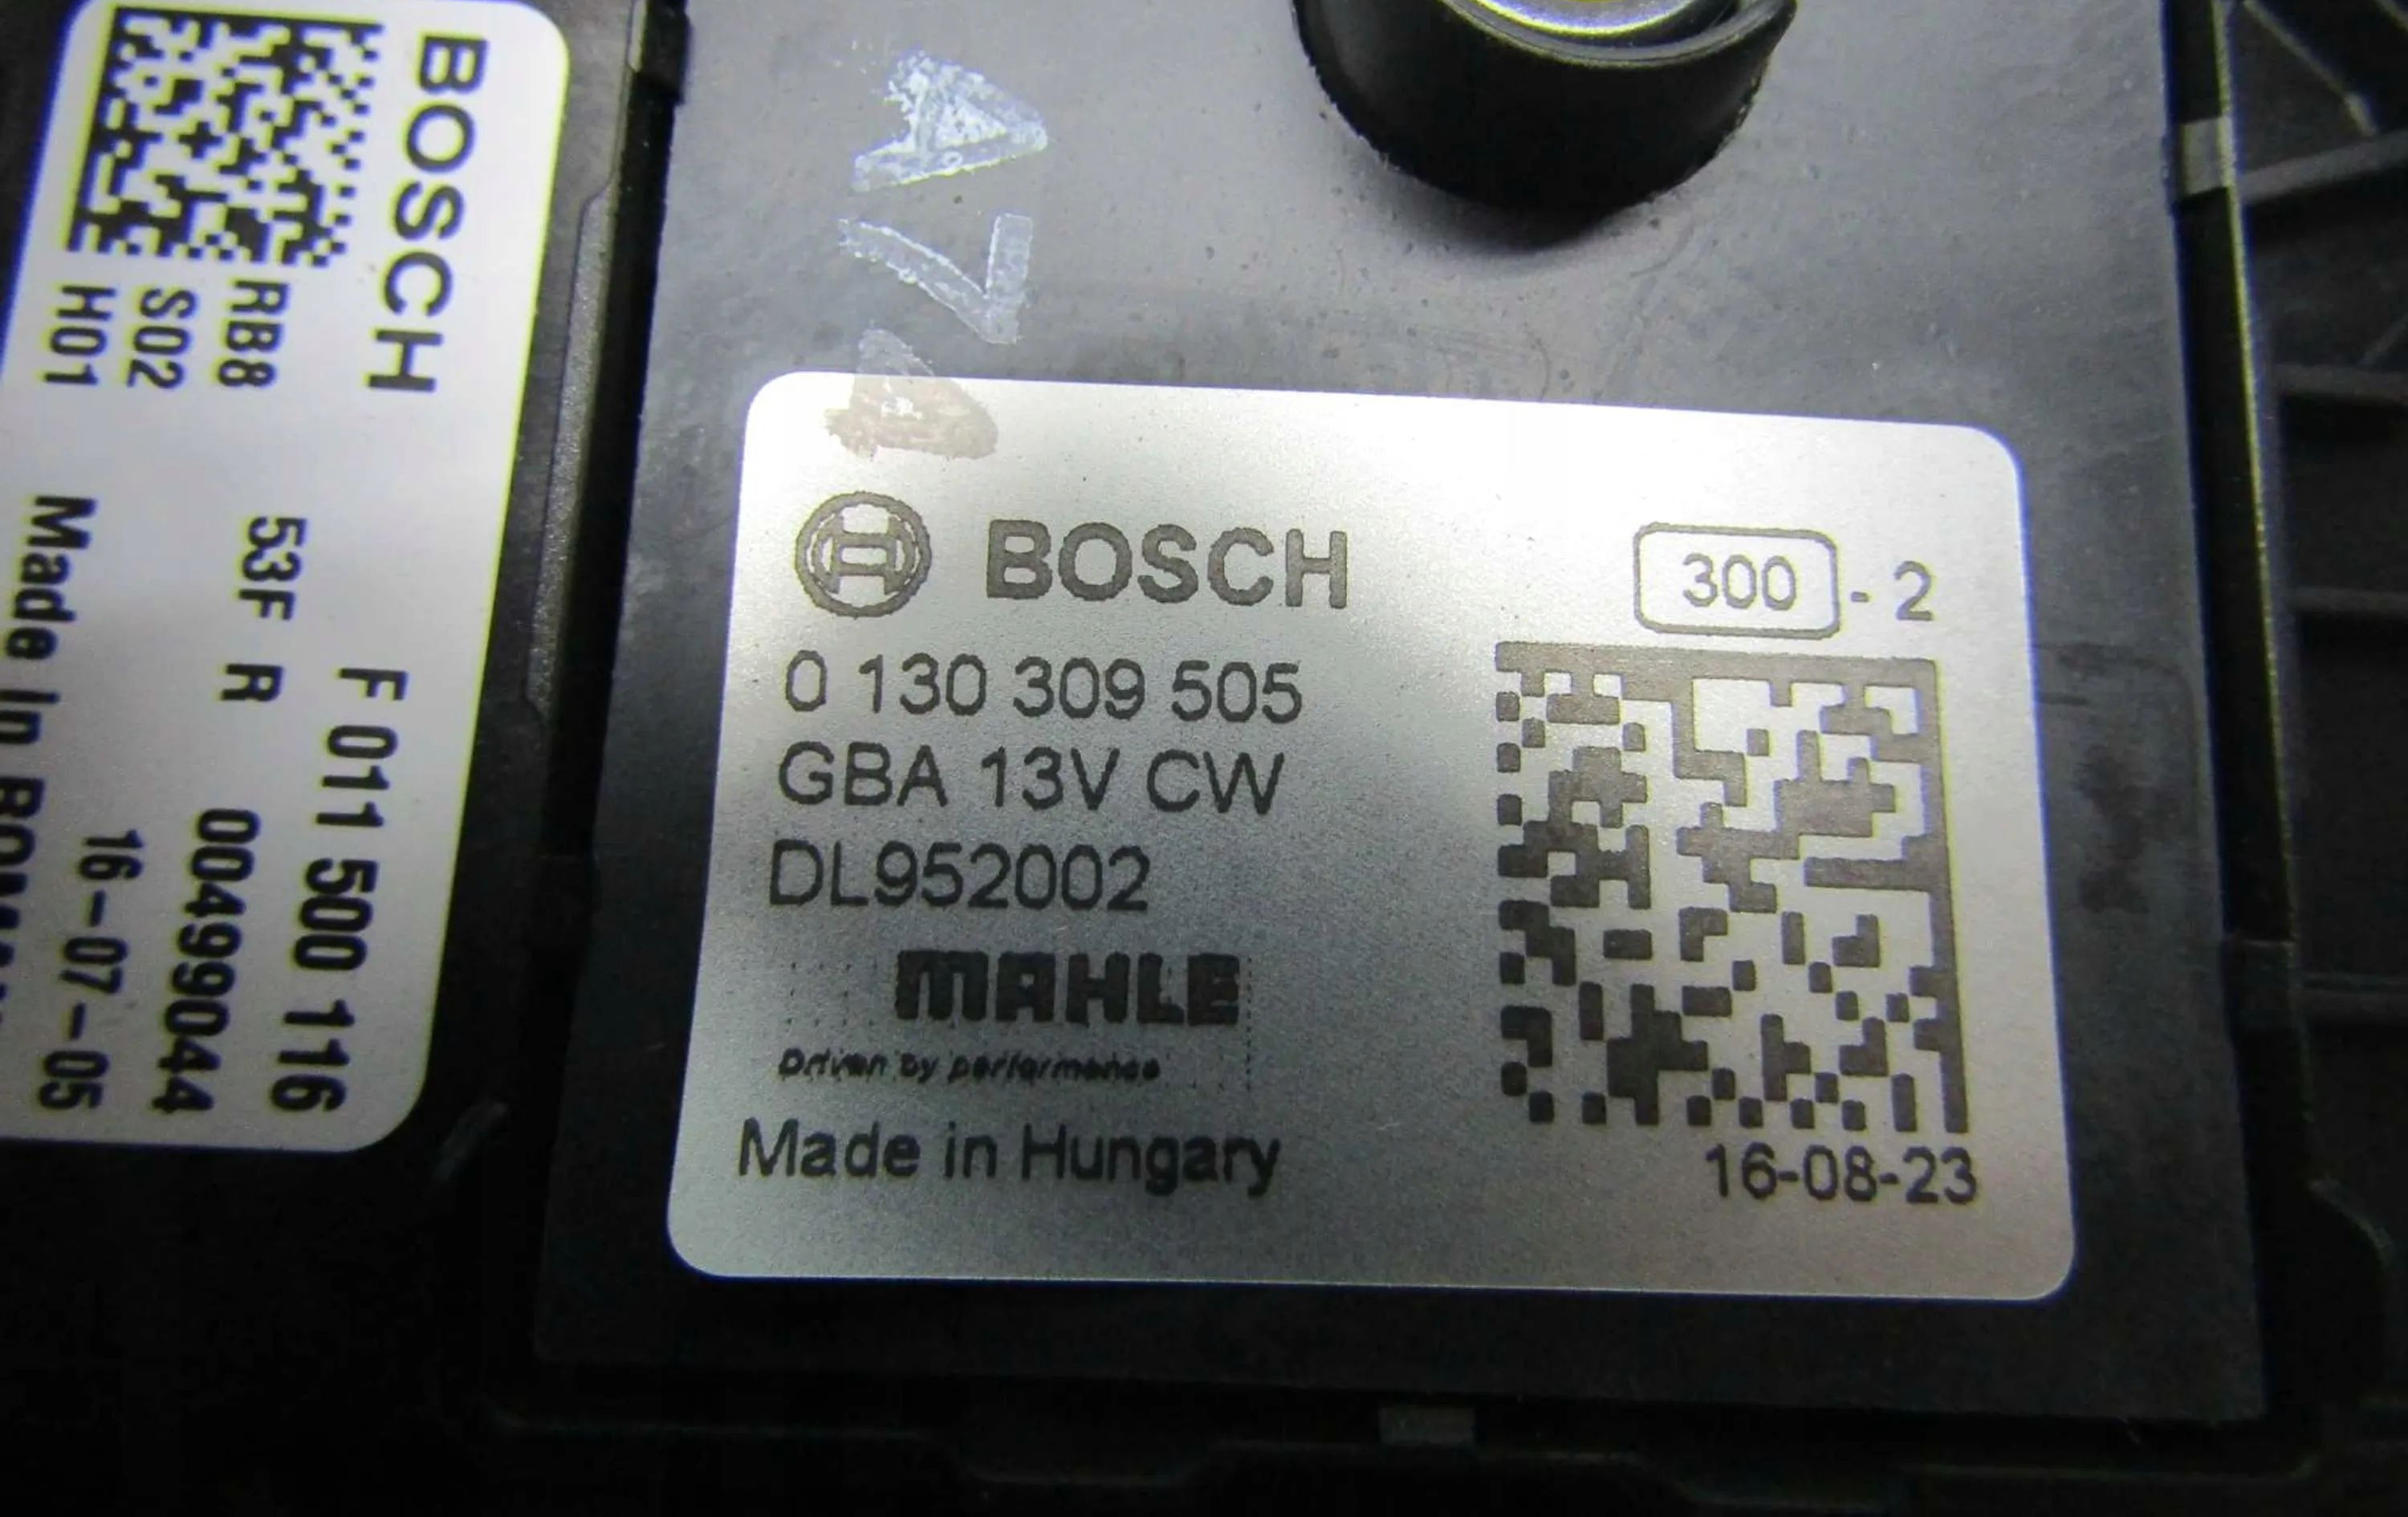 BOSCH
RB8
S02
H01
F 011 500 116
53F R 00499044
16-07-05
Made In
BOSCH
300 - 2
0 130 309 505
GBA 13V CW
DL952002
MAHLE
Driven by performance
Made in Hungary
16-08-23